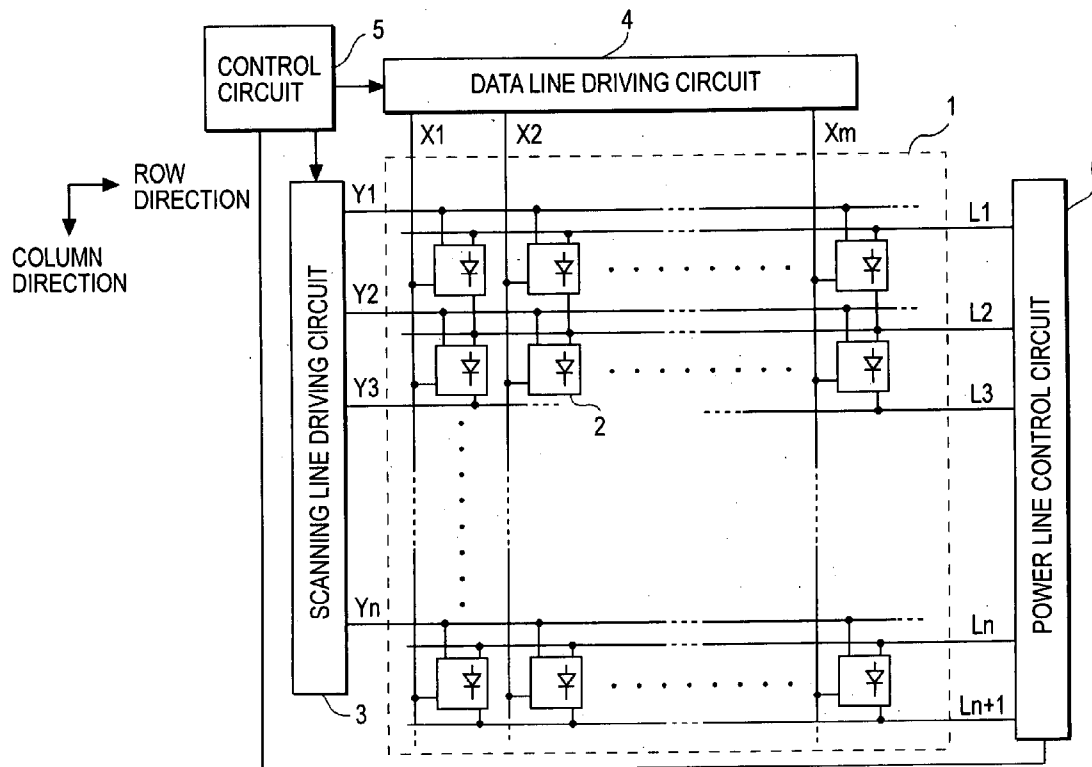 5
4
CONTROL
CIRCUIT
DATA LINE DRIVING CIRCUIT
1
X1
X2
Xm
ROW
DIRECTION
COLUMN
DIRECTION
Y1
L1
Y2
L2
Y3
L3
2
SCANNING LINE DRIVING CIRCUIT
POWER LINE CONTROL CIRCUIT
Yn
Ln
Ln+1
3